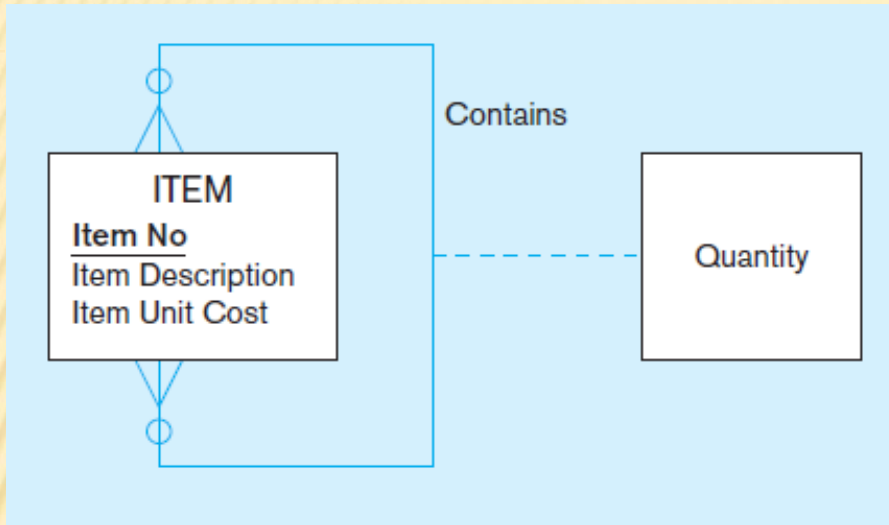 Contains
ITEM
Item No
Item Description
Item Unit Cost
Quantity